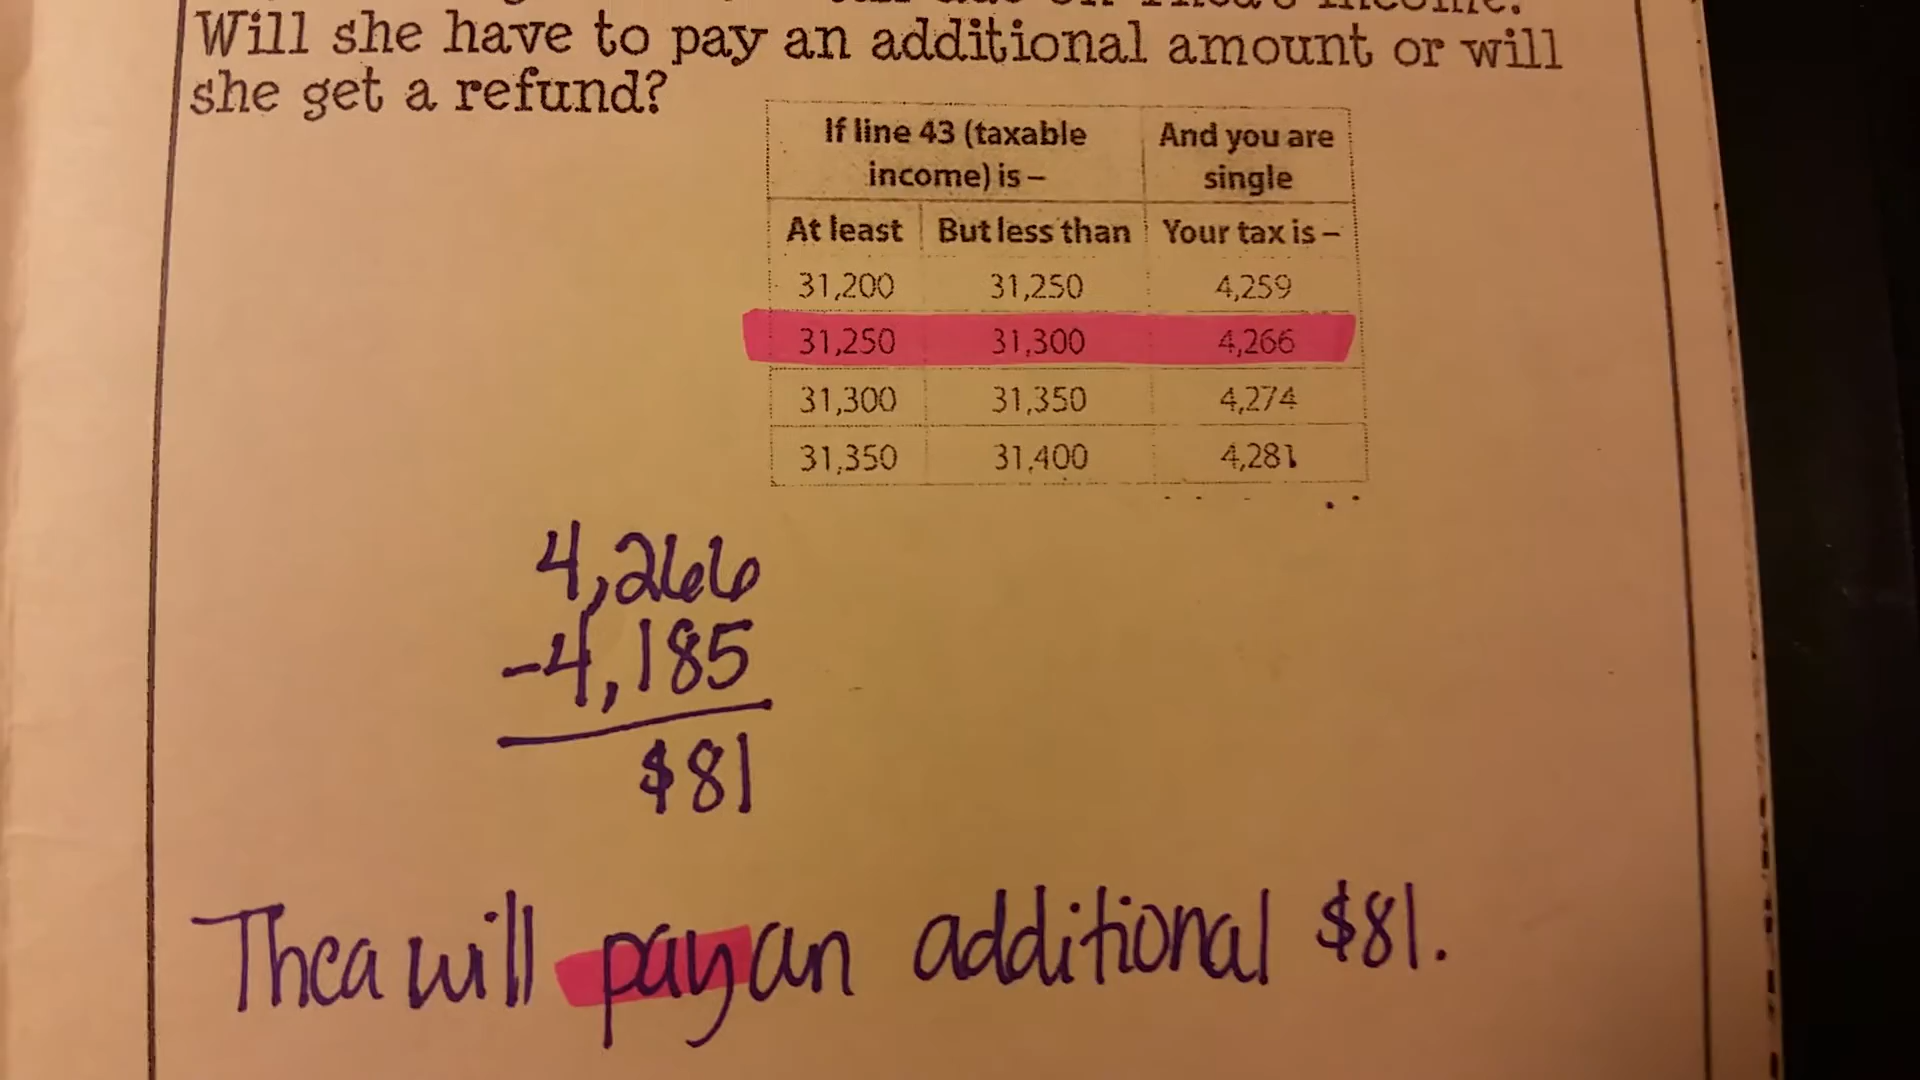 Will she have to pay an additional amount or will
she get a refund?
If line 43 (taxable
income) is –
And you are
single
At least But less than Your tax is –
31,200 31,250 4,259
31,250 31,300 4,266
31,300 31,350 4,274
31,350 31,400 4,281
4,266
-4,185
$81
Thea will pay an additional $81.